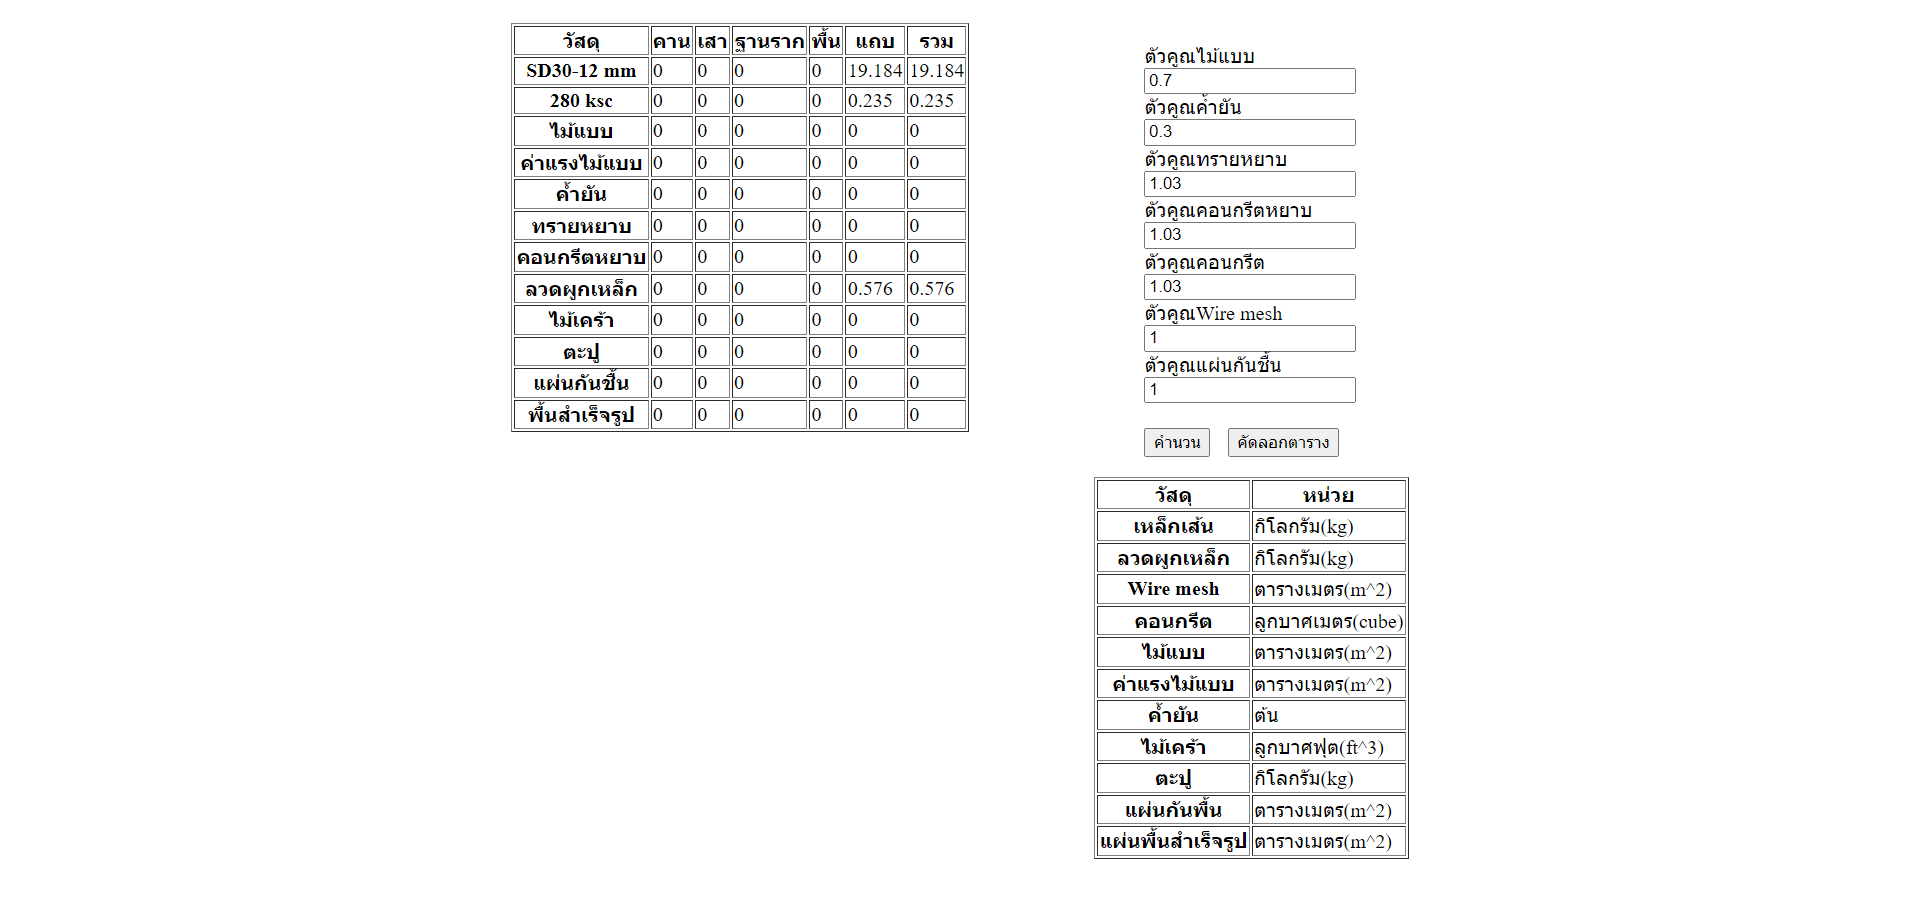 วัสดุ คาน เสา ฐานราก พื้น แถบ รวม
SD30-12 mm 0 0 0 0 19.184 19.184
280 ksc 0 0 0 0 0.235 0.235
ไม้แบบ 0 0 0 0 0 0
ค่าแรงไม้แบบ 0 0 0 0 0 0
ค้ำยัน 0 0 0 0 0 0
ทรายหยาบ 0 0 0 0 0 0
คอนกรีตหยาบ 0 0 0 0 0 0
ลวดผูกเหล็ก 0 0 0 0 0.576 0.576
ไม้เคร้า 0 0 0 0 0 0
ตะปู 0 0 0 0 0 0
แผ่นกันชื้น 0 0 0 0 0 0
พื้นสำเร็จรูป 0 0 0 0 0 0
ตัวคูณไม้แบบ
0.7
ตัวคูณค้ำยัน
0.3
ตัวคูณทรายหยาบ
1.03
ตัวคูณคอนกรีตหยาบ
1.03
ตัวคูณคอนกรีต
1.03
ตัวคูณWire mesh
1
ตัวคูณแผ่นกันชื้น
1
คำนวน คัดลอกตาราง
วัสดุ หน่วย
เหล็กเส้น กิโลกรัม(kg)
ลวดผูกเหล็ก กิโลกรัม(kg)
Wire mesh ตารางเมตร(m^2)
คอนกรีต ลูกบาศเมตร(cube)
ไม้แบบ ตารางเมตร(m^2)
ค่าแรงไม้แบบ ตารางเมตร(m^2)
ค้ำยัน ต้น
ไม้เคร้า ลูกบาศฟุต(ft^3)
ตะปู กิโลกรัม(kg)
แผ่นกันพื้น ตารางเมตร(m^2)
แผ่นพื้นสำเร็จรูป ตารางเมตร(m^2)